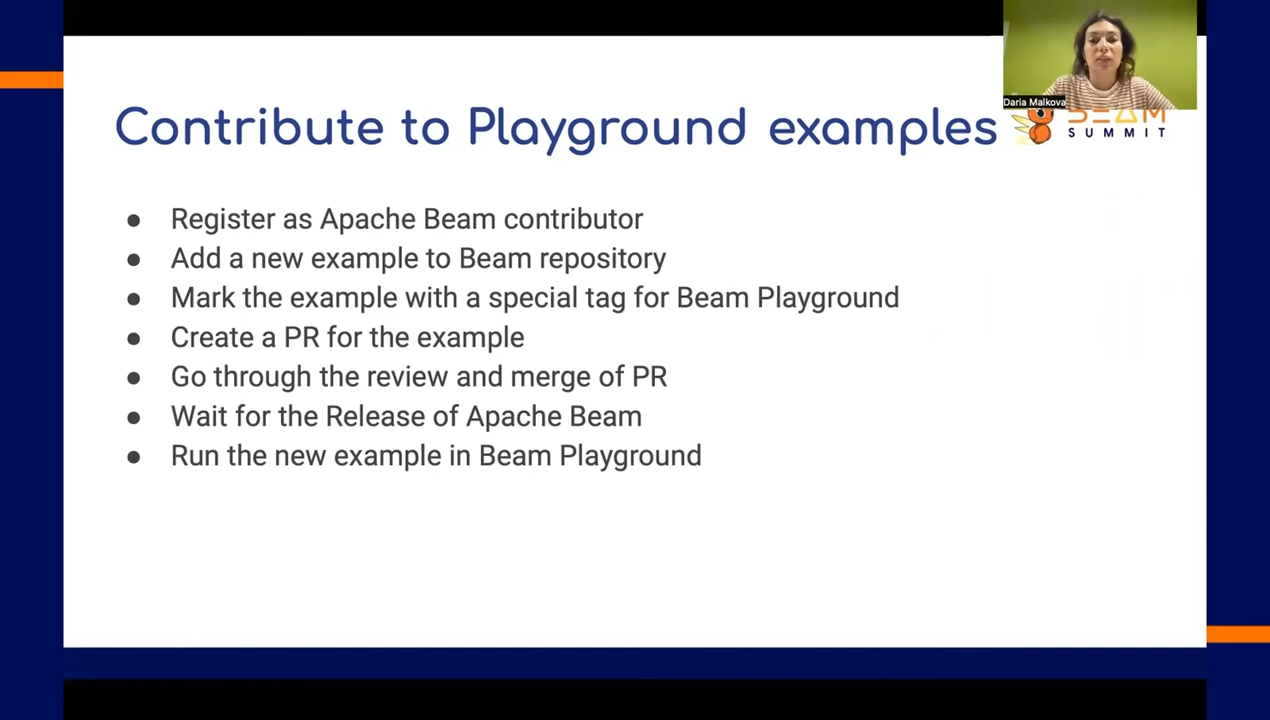 Daria Malkova
Contribute to Playground examples
BEAM
SUMMIT
● Register as Apache Beam contributor
● Add a new example to Beam repository
● Mark the example with a special tag for Beam Playground
● Create a PR for the example
● Go through the review and merge of PR
● Wait for the Release of Apache Beam
● Run the new example in Beam Playground